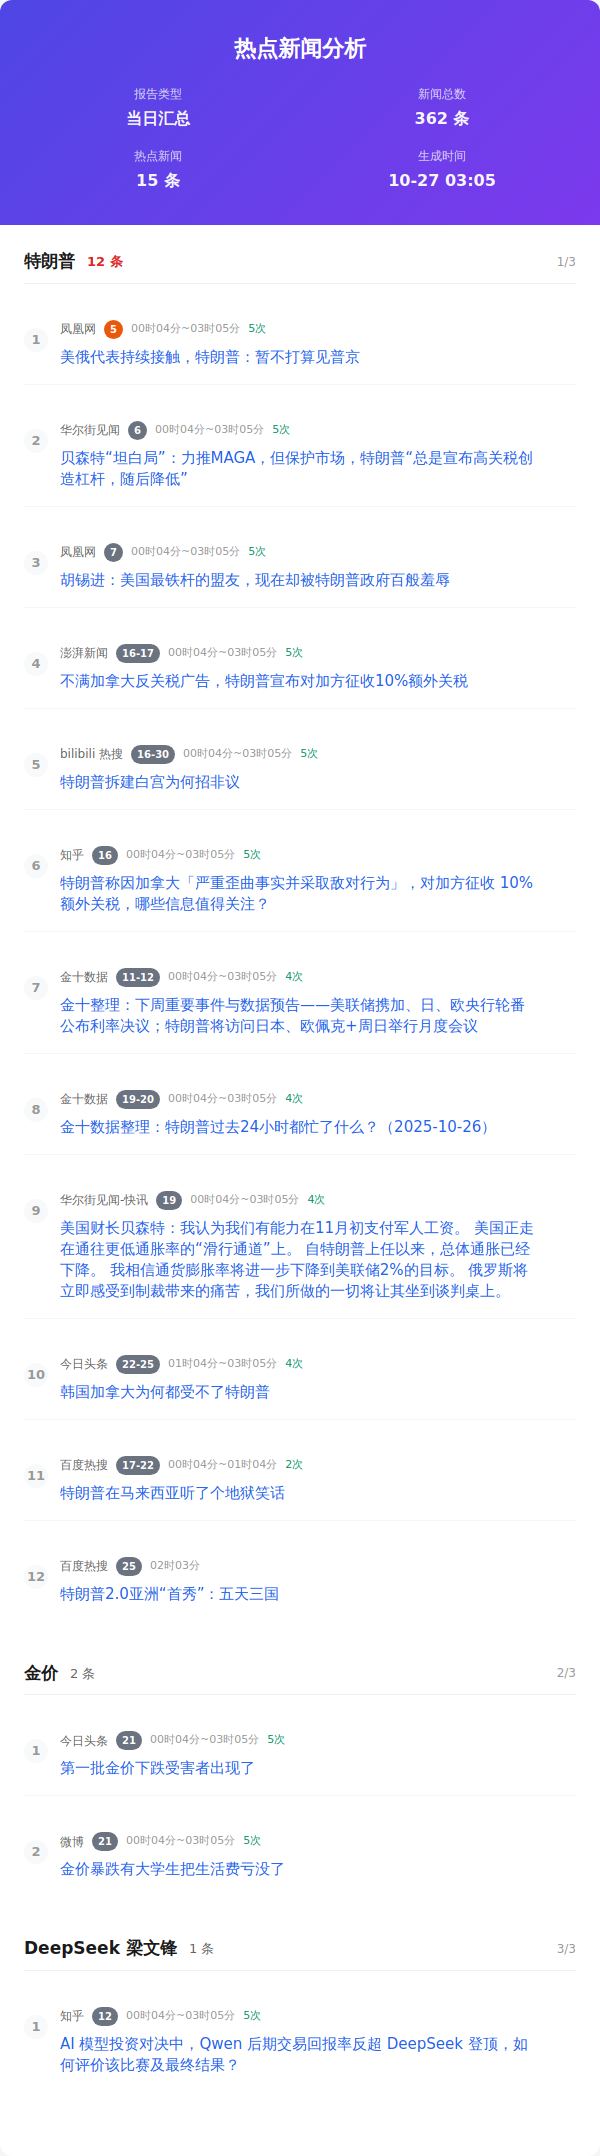 热点新闻分析
报告类型
当日汇总
新闻总数
362 条
热点新闻
15 条
生成时间
10-27 03:05
特朗普 12 条 1/3
1
凤凰网 5 00时04分~03时05分 5次
美俄代表持续接触，特朗普：暂不打算见普京
2
华尔街见闻 6 00时04分~03时05分 5次
贝森特“坦白局”：力推MAGA，但保护市场，特朗普“总是宣布高关税创
造杠杆，随后降低”
3
凤凰网 7 00时04分~03时05分 5次
胡锡进：美国最铁杆的盟友，现在却被特朗普政府百般羞辱
4
澎湃新闻 16-17 00时04分~03时05分 5次
不满加拿大反关税广告，特朗普宣布对加方征收10%额外关税
5
bilibili 热搜 16-30 00时04分~03时05分 5次
特朗普拆建白宫为何招非议
6
知乎 16 00时04分~03时05分 5次
特朗普称因加拿大「严重歪曲事实并采取敌对行为」，对加方征收 10%
额外关税，哪些信息值得关注？
7
金十数据 11-12 00时04分~03时05分 4次
金十整理：下周重要事件与数据预告——美联储携加、日、欧央行轮番
公布利率决议；特朗普将访问日本、欧佩克+周日举行月度会议
8
金十数据 19-20 00时04分~03时05分 4次
金十数据整理：特朗普过去24小时都忙了什么？（2025-10-26）
9
华尔街见闻-快讯 19 00时04分~03时05分 4次
美国财长贝森特：我认为我们有能力在11月初支付军人工资。 美国正走
在通往更低通胀率的“滑行通道”上。 自特朗普上任以来，总体通胀已经
下降。 我相信通货膨胀率将进一步下降到美联储2%的目标。 俄罗斯将
立即感受到制裁带来的痛苦，我们所做的一切将让其坐到谈判桌上。
10
今日头条 22-25 01时04分~03时05分 4次
韩国加拿大为何都受不了特朗普
11
百度热搜 17-22 00时04分~01时04分 2次
特朗普在马来西亚听了个地狱笑话
12
百度热搜 25 02时03分
特朗普2.0亚洲“首秀”：五天三国
金价 2 条 2/3
1
今日头条 21 00时04分~03时05分 5次
第一批金价下跌受害者出现了
2
微博 21 00时04分~03时05分 5次
金价暴跌有大学生把生活费亏没了
DeepSeek 梁文锋 1 条 3/3
1
知乎 12 00时04分~03时05分 5次
AI 模型投资对决中，Qwen 后期交易回报率反超 DeepSeek 登顶，如
何评价该比赛及最终结果？